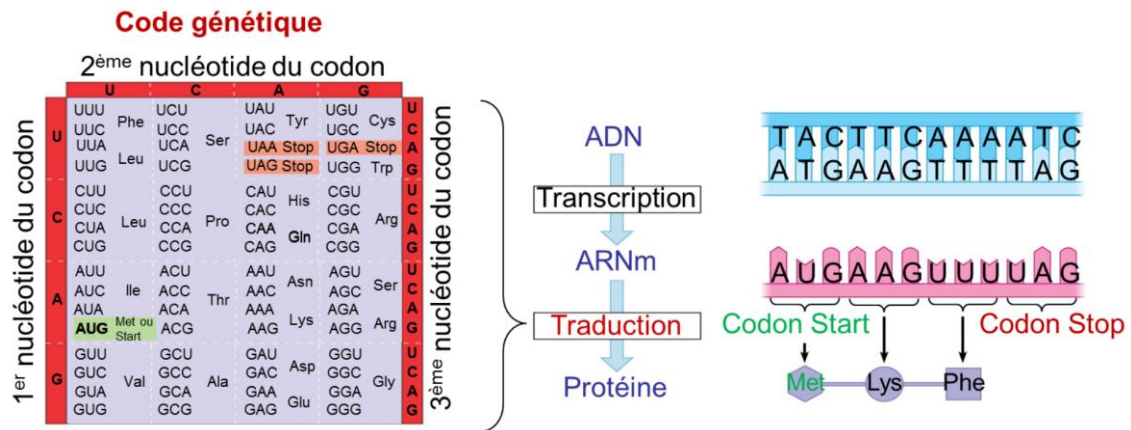 Code génétique
2ème nucléotide du codon
U C A G
1er nucléotide du codon
U
UUU Phe UCU Ser UAU Tyr UGU Cys U
UUC UCC UAC UGC C
UUA Leu UCA UAA Stop UGA Stop A
UUG UCG UAG Stop UGG Trp G
C
CUU Leu CCU Pro CAU His CGU Arg U
CUC CCC CAC CGC C
CUA CCA CAA Gln CGA A
CUG CCG CAG CGG G
A
AUU Ile ACU Thr AAU Asn AGU Ser U
AUC ACC AAC AGC C
AUA ACA AAA Lys AGA Arg A
AUG Met ou Start ACG AAG AGG G
G
GUU Val GCU Ala GAU Asp GGU Gly U
GUC GCC GAC GGC C
GUA GCA GAA Glu GGA A
GUG GCG GAG GGG G
3ème nucléotide du codon
ADN
Transcription
ARNm
Traduction
Protéine
TACTTCAAAATC
ATGAAGTTTTAG
AUGAAGUUUUAG
Codon Start Codon Stop
Met Lys Phe